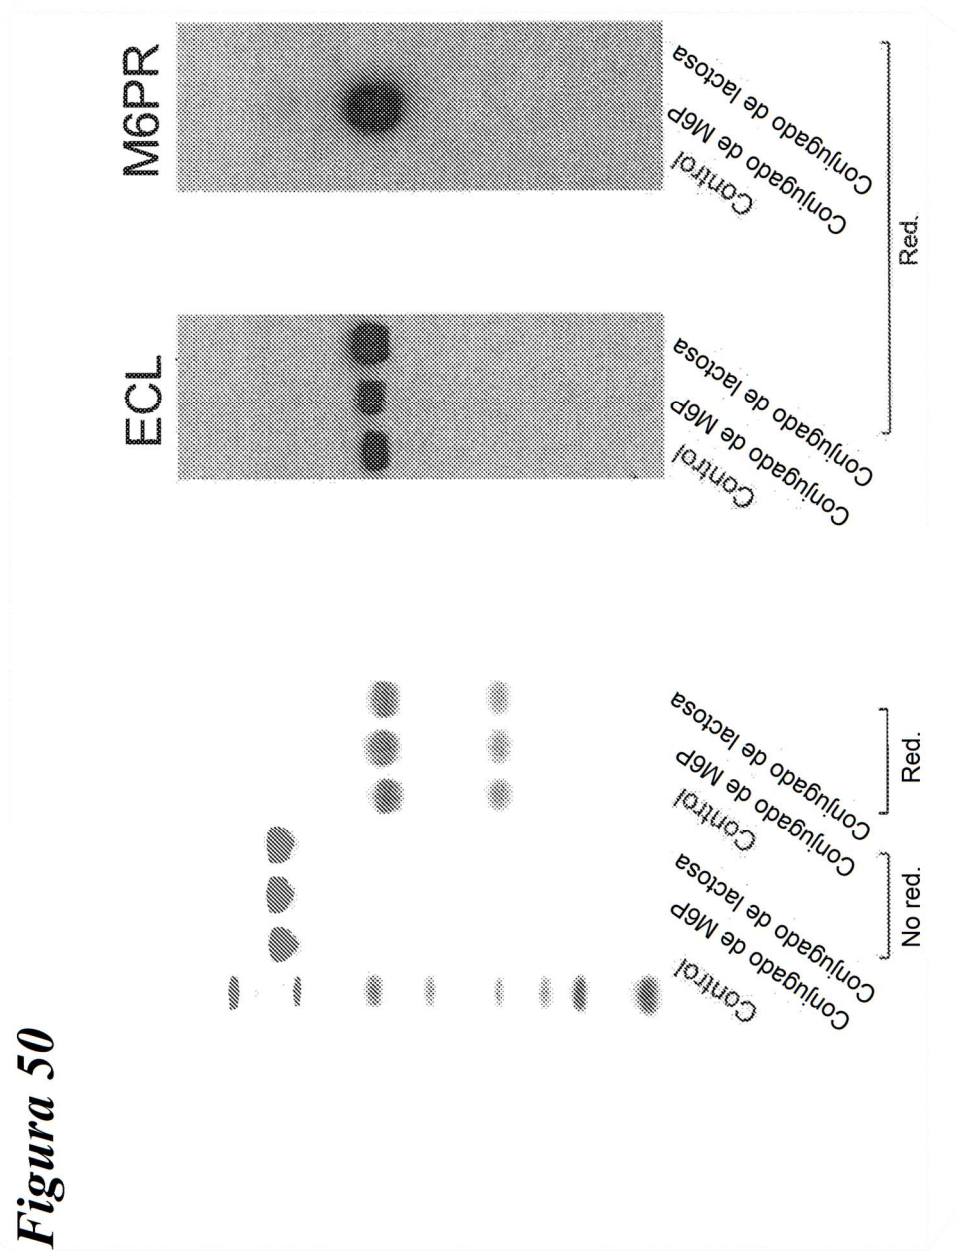 Figura 50
ECL
M6PR
Control
Conjugado de M6P
Conjugado de lactosa
Control
Conjugado de M6P
Conjugado de lactosa
Control
Conjugado de M6P
Conjugado de lactosa
Control
Conjugado de M6P
Conjugado de lactosa
No red.
Red.
Red.